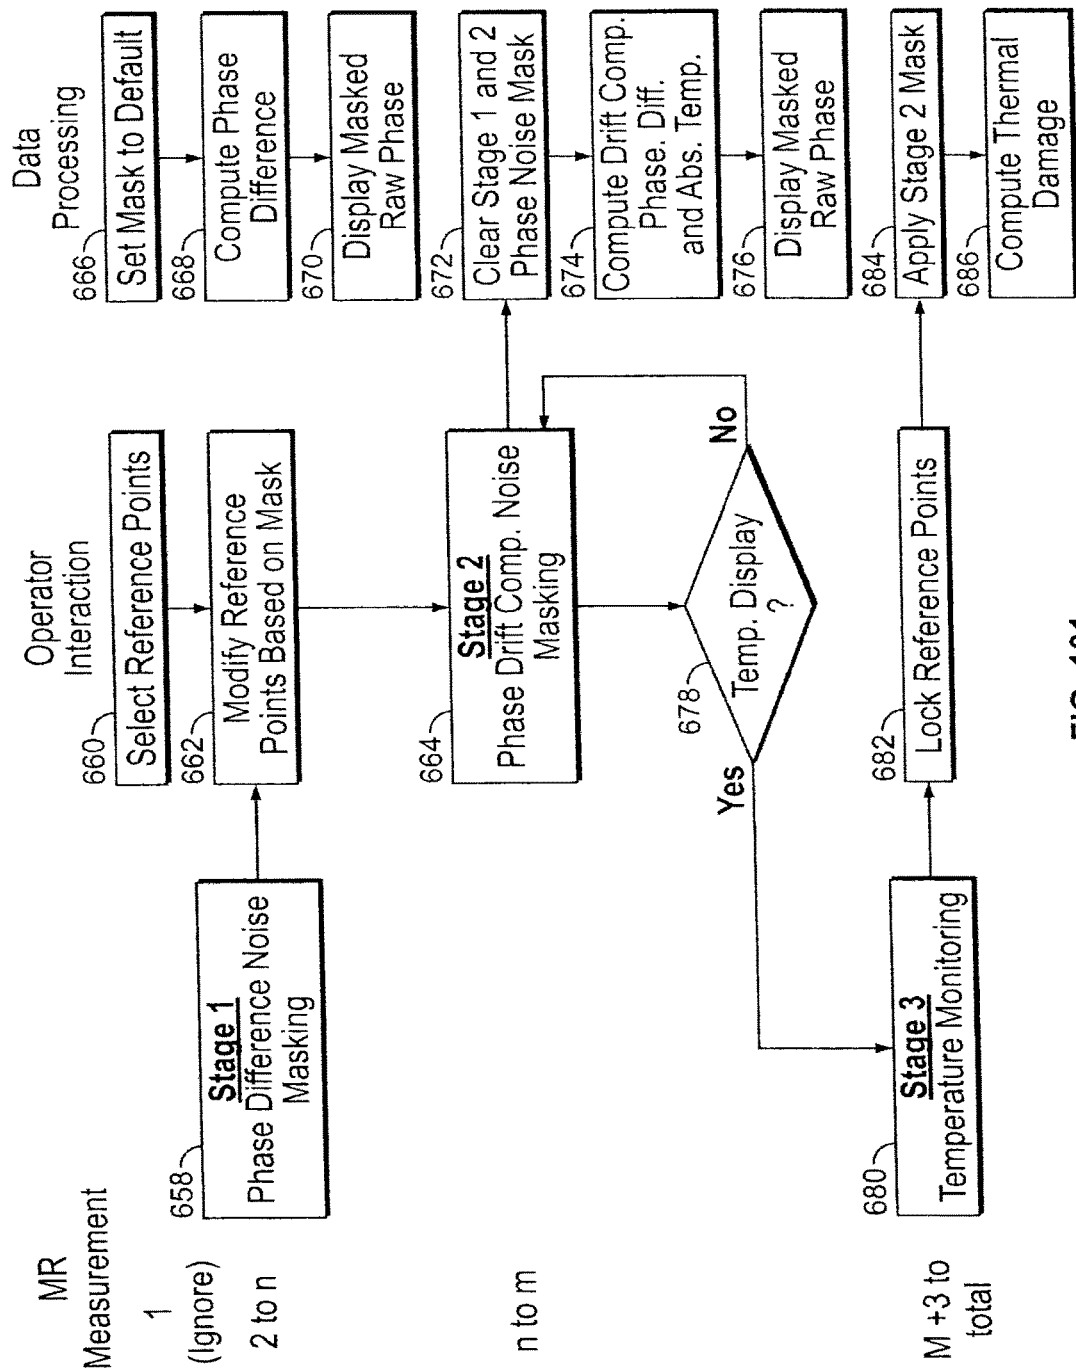 MR
Measurement
1
(Ignore)
2 to n
n to m
M +3 to
total
658
Stage 1
Phase Difference Noise
Masking
680
Stage 3
Temperature Monitoring
Operator
Interaction
660
Select Reference Points
662
Modify Reference
Points Based on Mask
664
Stage 2
Phase Drift Comp. Noise
Masking
678
Temp. Display
?
Yes
No
682
Lock Reference Points
Data
Processing
666
Set Mask to Default
668
Compute Phase
Difference
670
Display Masked
Raw Phase
672
Clear Stage 1 and 2
Phase Noise Mask
674
Compute Drift Comp.
Phase. Diff.
and Abs. Temp.
676
Display Masked
Raw Phase
684
Apply Stage 2 Mask
686
Compute Thermal
Damage